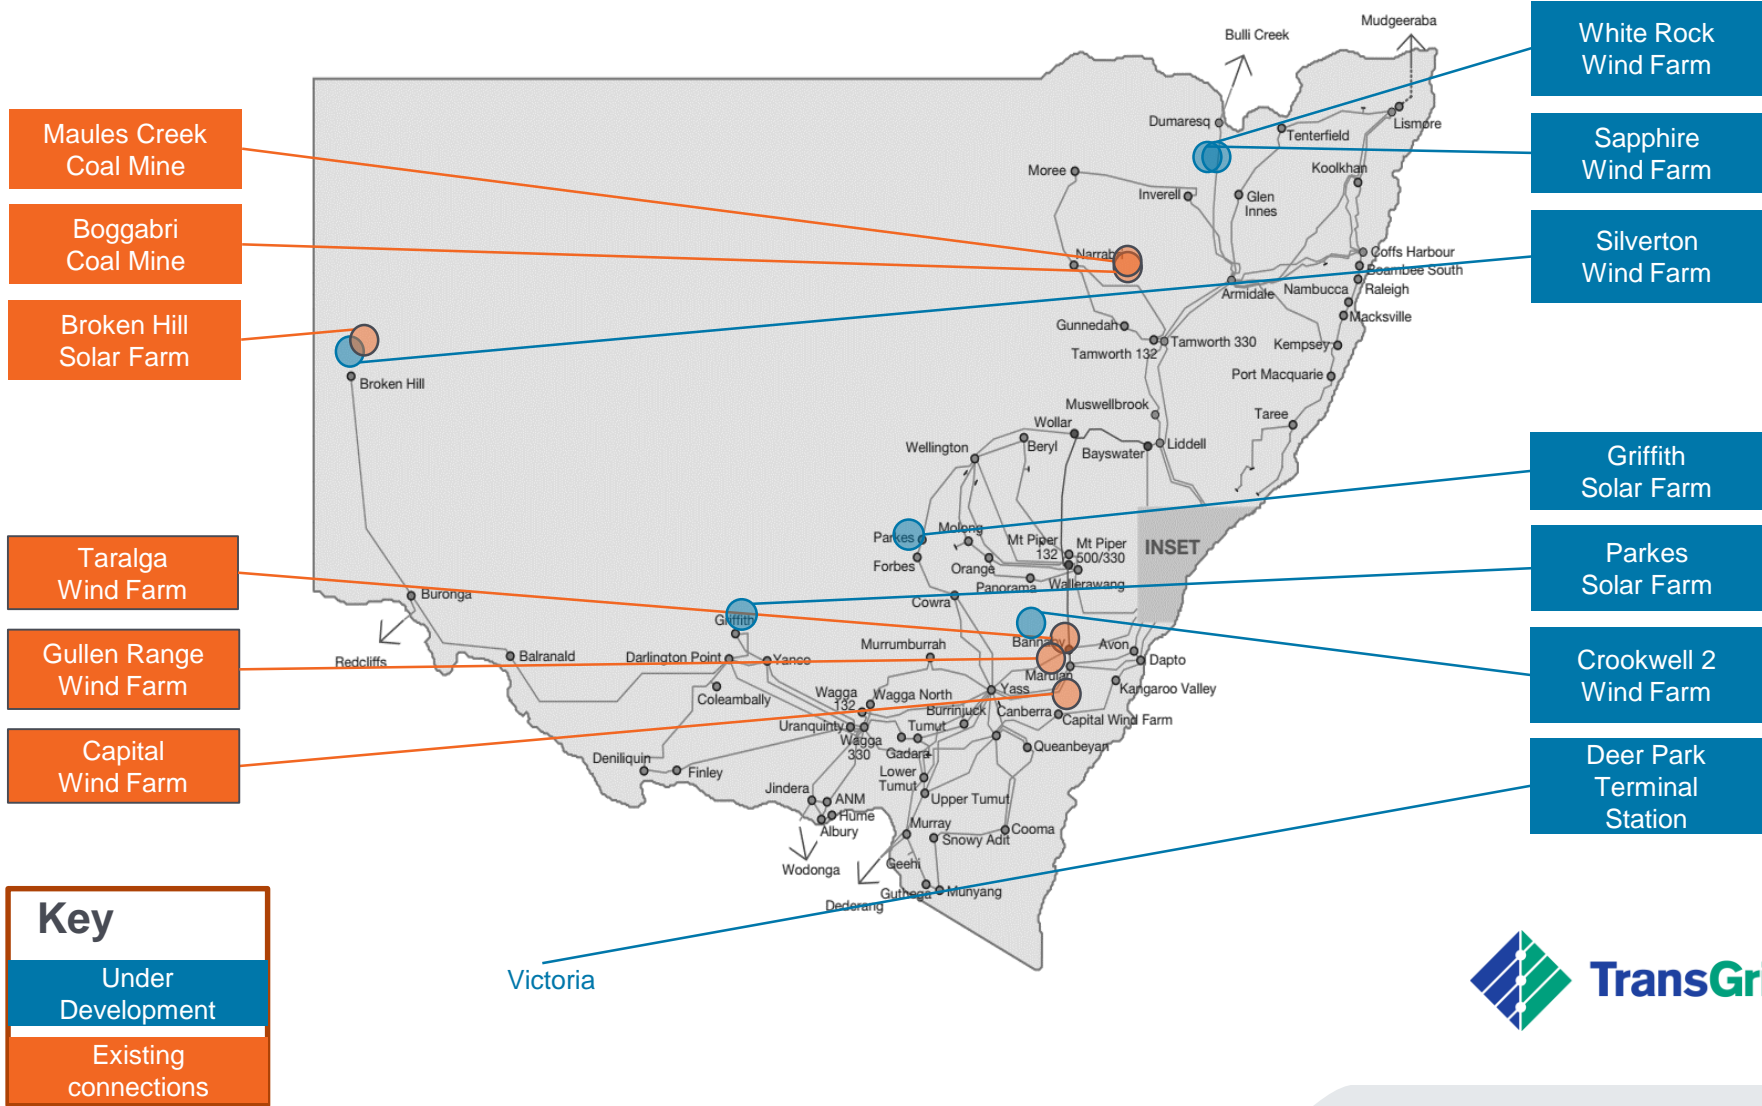 Maules Creek
Coal Mine
Boggabri
Coal Mine
Broken Hill
Solar Farm
Taralga
Wind Farm
Gullen Range
Wind Farm
Capital
Wind Farm
Key
Under
Development
Existing
connections
Bulli Creek
Mudgeeraba
Dumaresq
Tenterfield
Lismore
Koolkhan
Moree
Inverell
Glen
Innes
Narrabri
Coffs Harbour
Boambee South
Armidale
Nambucca
Raleigh
Macksville
Gunnedah
Tamworth 132
Tamworth 330
Kempsey
Port Macquarie
Broken Hill
Muswellbrook
Taree
Wollar
Wellington
Beryl
Bayswater
Liddell
Parkes
Molong
Mt Piper
132
Mt Piper
500/330
INSET
Forbes
Orange
Panorama
Wallerawang
Cowra
Buronga
Griffith
Redcliffs
Balranald
Darlington Point
Yanco
Murrumburrah
Bannaby
Avon
Dapto
Marulan
Kangaroo Valley
Coleambally
Wagga
132
Wagga North
Yass
Burrinjuck
Canberra
Capital Wind Farm
Uranquinty
Wagga
330
Tumut
Gadara
Queanbeyan
Deniliquin
Finley
Lower
Tumut
Upper Tumut
Jindera
ANM
Hume
Albury
Murray
Snowy Adit
Cooma
Wodonga
Geehi
Guthega
Munyang
Dederang
Victoria
White Rock
Wind Farm
Sapphire
Wind Farm
Silverton
Wind Farm
Griffith
Solar Farm
Parkes
Solar Farm
Crookwell 2
Wind Farm
Deer Park
Terminal
Station
TransGri